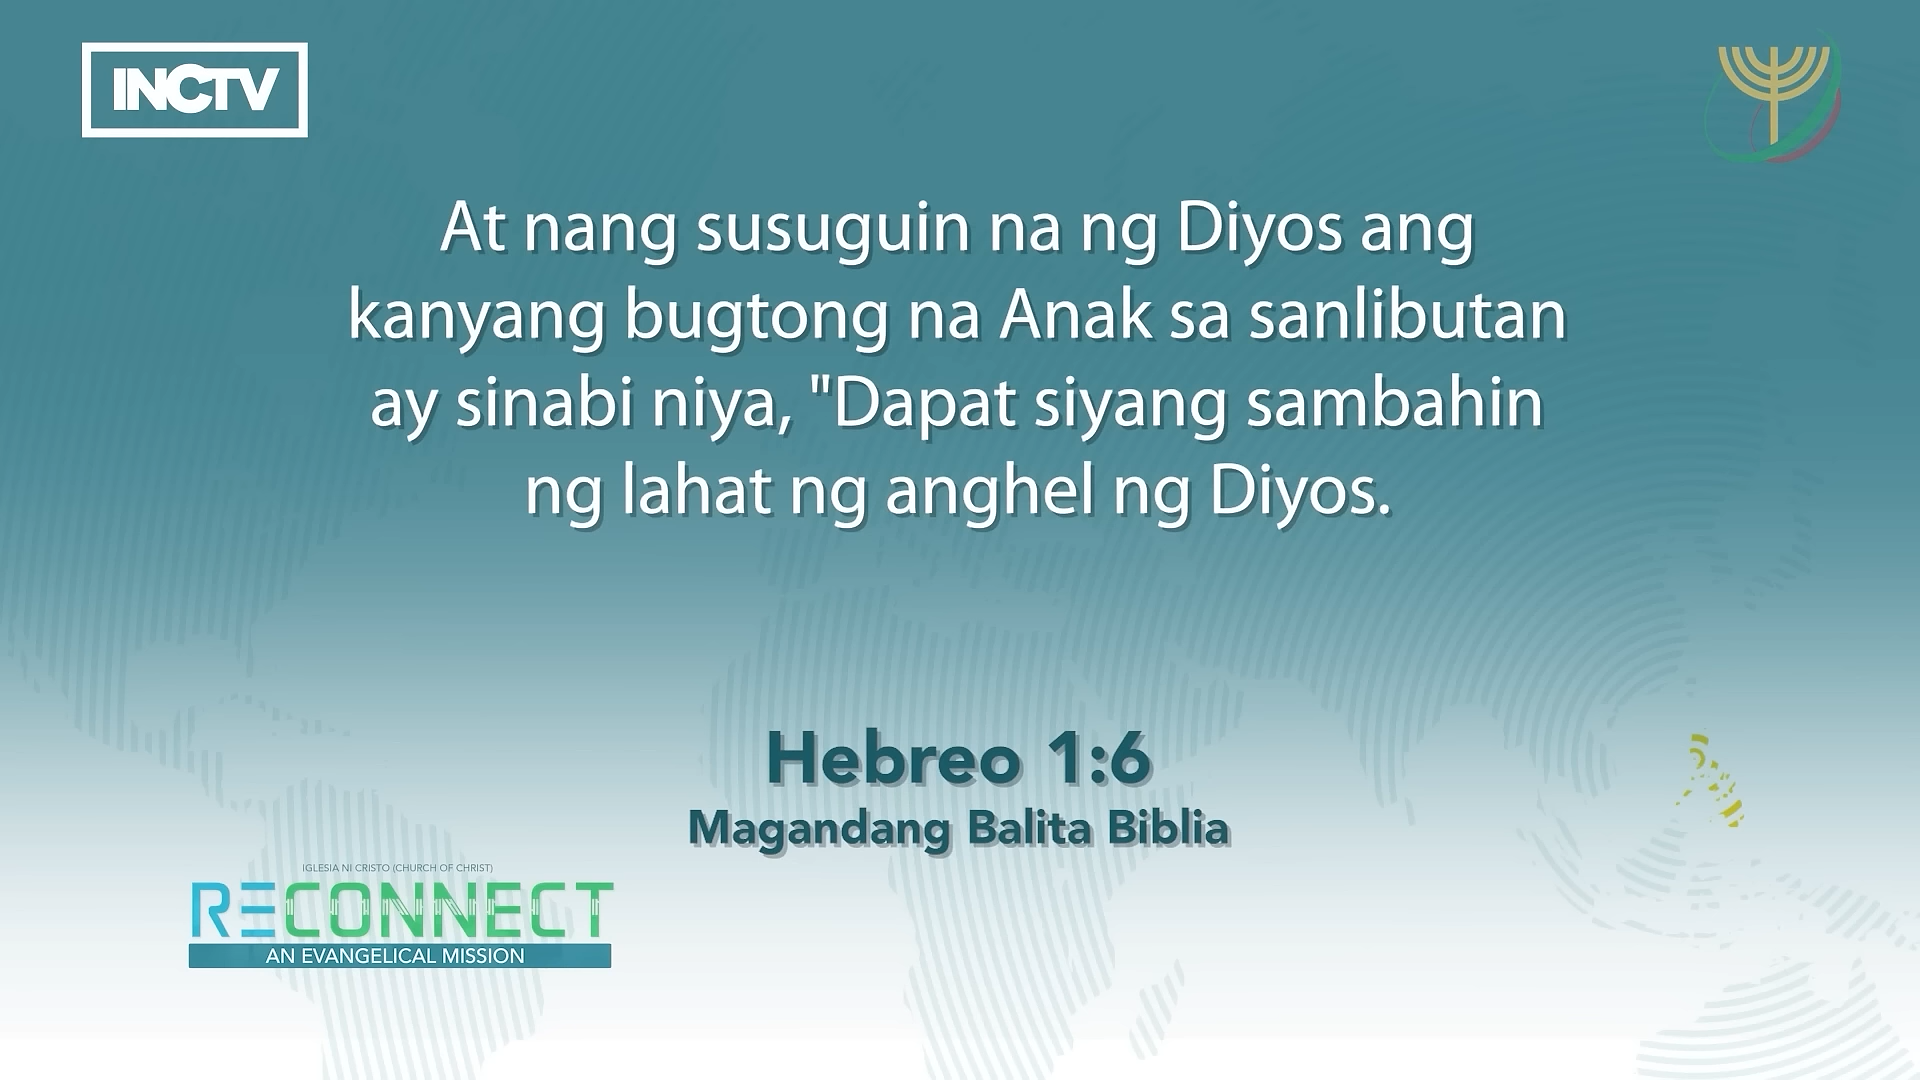 INCTV
At nang susuguin na ng Diyos ang
kanyang bugtong na Anak sa sanlibutan
ay sinabi niya, "Dapat siyang sambahin
ng lahat ng anghel ng Diyos.
Hebreo 1:6
Magandang Balita Biblia
IGLESIA NI CRISTO (CHURCH OF CHRIST)
RECONNECT
AN EVANGELICAL MISSION